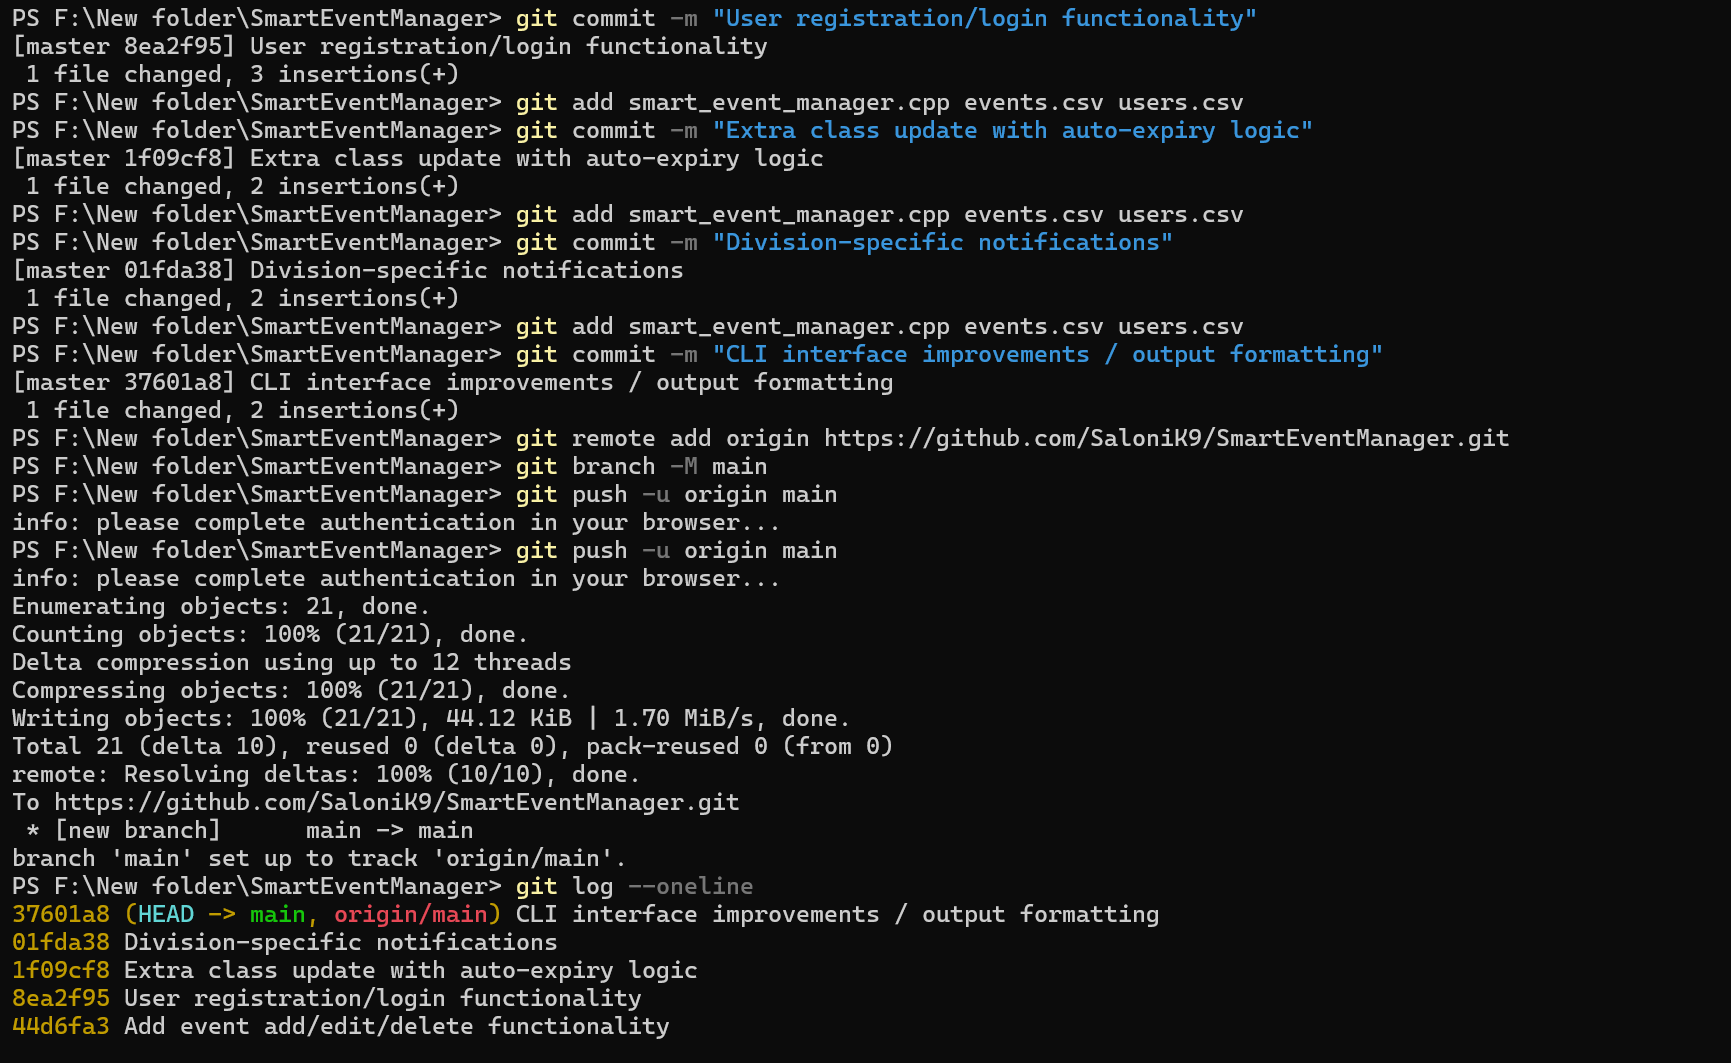 PS F:\New folder\SmartEventManager> git commit -m "User registration/login functionality"
[master 8ea2f95] User registration/login functionality
 1 file changed, 3 insertions(+)
PS F:\New folder\SmartEventManager> git add smart_event_manager.cpp events.csv users.csv
PS F:\New folder\SmartEventManager> git commit -m "Extra class update with auto-expiry logic"
[master 1f09cf8] Extra class update with auto-expiry logic
 1 file changed, 2 insertions(+)
PS F:\New folder\SmartEventManager> git add smart_event_manager.cpp events.csv users.csv
PS F:\New folder\SmartEventManager> git commit -m "Division-specific notifications"
[master 01fda38] Division-specific notifications
 1 file changed, 2 insertions(+)
PS F:\New folder\SmartEventManager> git add smart_event_manager.cpp events.csv users.csv
PS F:\New folder\SmartEventManager> git commit -m "CLI interface improvements / output formatting"
[master 37601a8] CLI interface improvements / output formatting
 1 file changed, 2 insertions(+)
PS F:\New folder\SmartEventManager> git remote add origin https://github.com/SaloniK9/SmartEventManager.git
PS F:\New folder\SmartEventManager> git branch -M main
PS F:\New folder\SmartEventManager> git push -u origin main
info: please complete authentication in your browser...
PS F:\New folder\SmartEventManager> git push -u origin main
info: please complete authentication in your browser...
Enumerating objects: 21, done.
Counting objects: 100% (21/21), done.
Delta compression using up to 12 threads
Compressing objects: 100% (21/21), done.
Writing objects: 100% (21/21), 44.12 KiB | 1.70 MiB/s, done.
Total 21 (delta 10), reused 0 (delta 0), pack-reused 0 (from 0)
remote: Resolving deltas: 100% (10/10), done.
To https://github.com/SaloniK9/SmartEventManager.git
 * [new branch]      main -> main
branch 'main' set up to track 'origin/main'.
PS F:\New folder\SmartEventManager> git log --oneline
37601a8 (HEAD -> main, origin/main) CLI interface improvements / output formatting
01fda38 Division-specific notifications
1f09cf8 Extra class update with auto-expiry logic
8ea2f95 User registration/login functionality
44d6fa3 Add event add/edit/delete functionality